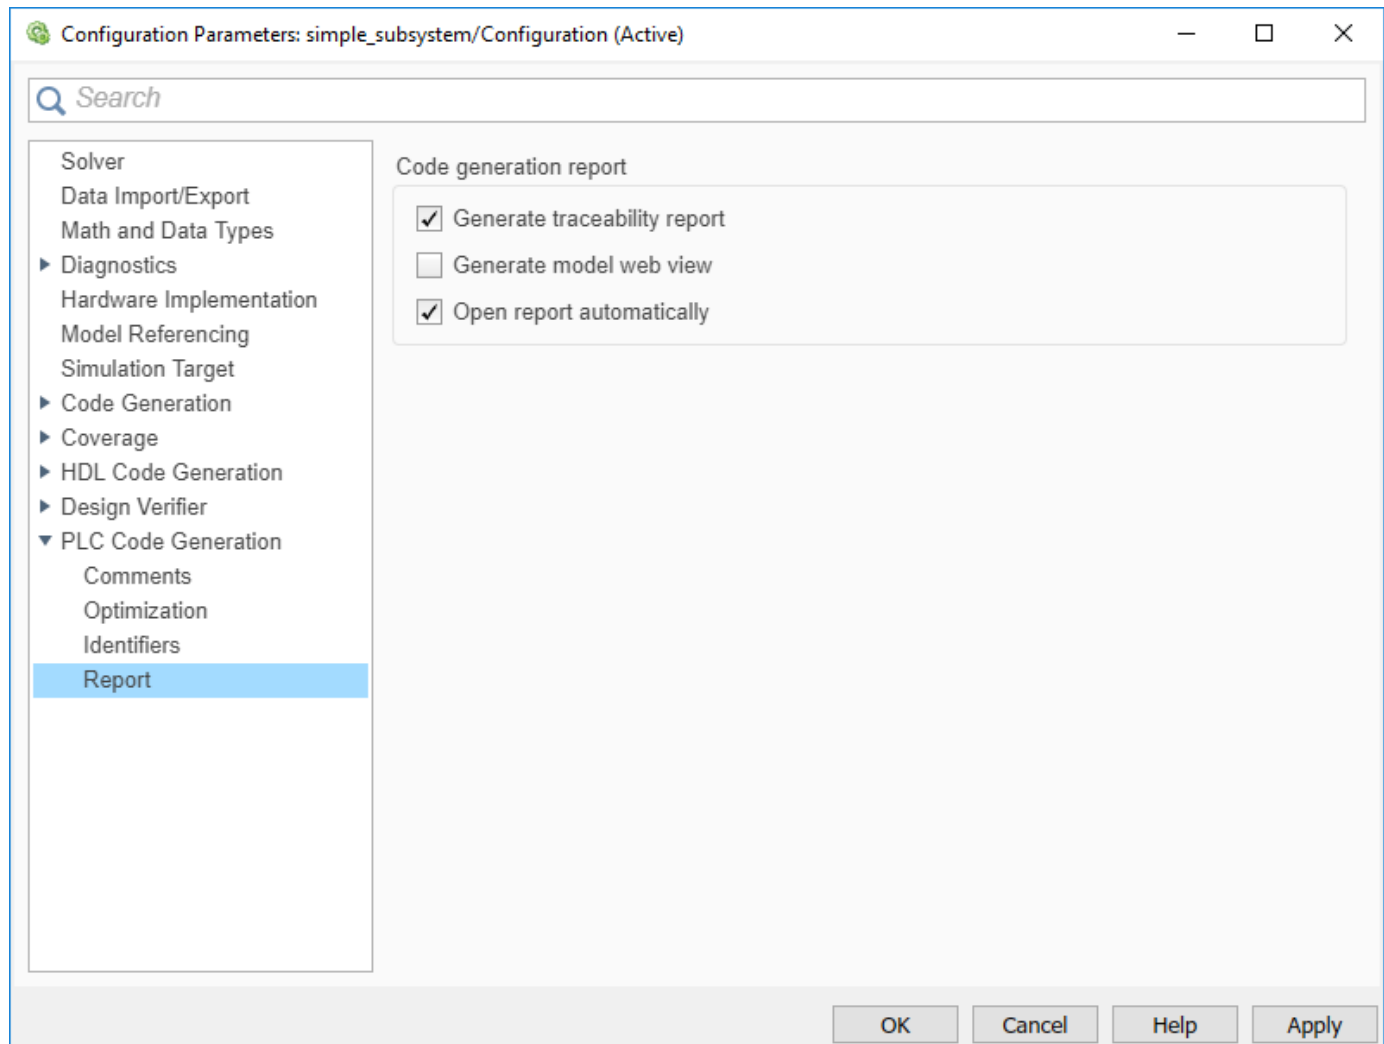 Configuration Parameters: simple_subsystem/Configuration (Active)
Search
Solver
Data Import/Export
Math and Data Types
Diagnostics
Hardware Implementation
Model Referencing
Simulation Target
Code Generation
Coverage
HDL Code Generation
Design Verifier
PLC Code Generation
Comments
Optimization
Identifiers
Report
Code generation report
Generate traceability report
Generate model web view
Open report automatically
OK Cancel Help Apply